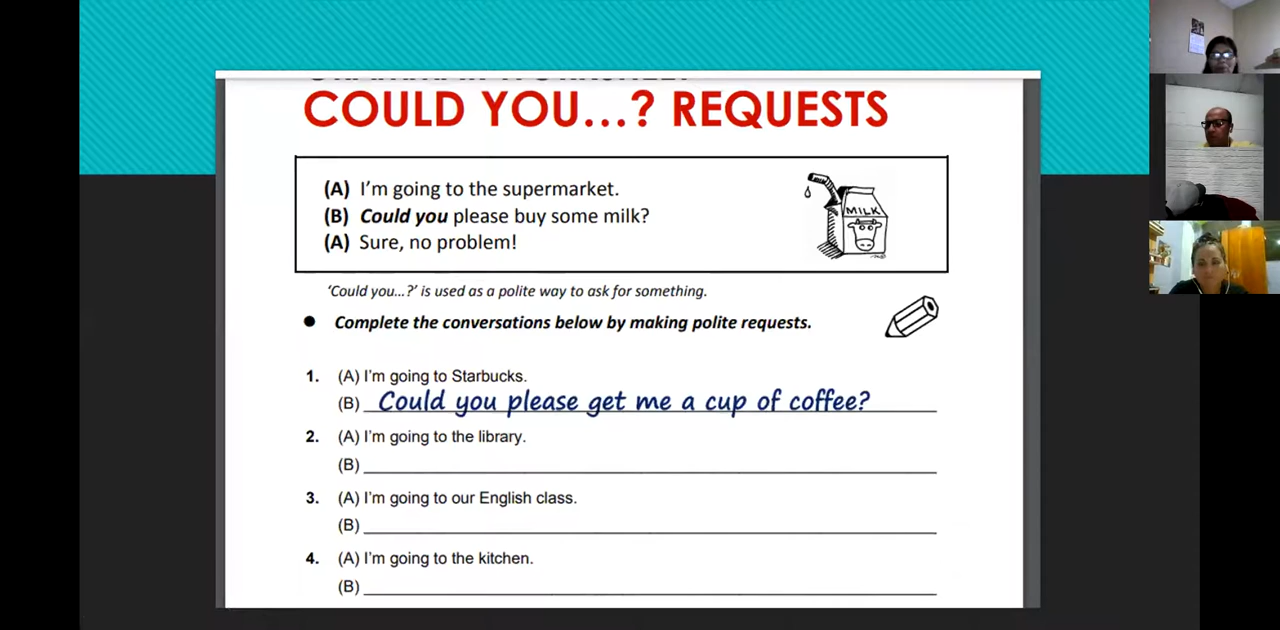 COULD YOU...? REQUESTS
(A) I'm going to the supermarket.
(B) Could you please buy some milk?
(A) Sure, no problem!
MILK
'Could you...?' is used as a polite way to ask for something.
● Complete the conversations below by making polite requests.
1. (A) I'm going to Starbucks.
(B) Could you please get me a cup of coffee?
2. (A) I'm going to the library.
(B)
3. (A) I'm going to our English class.
(B)
4. (A) I'm going to the kitchen.
(B)